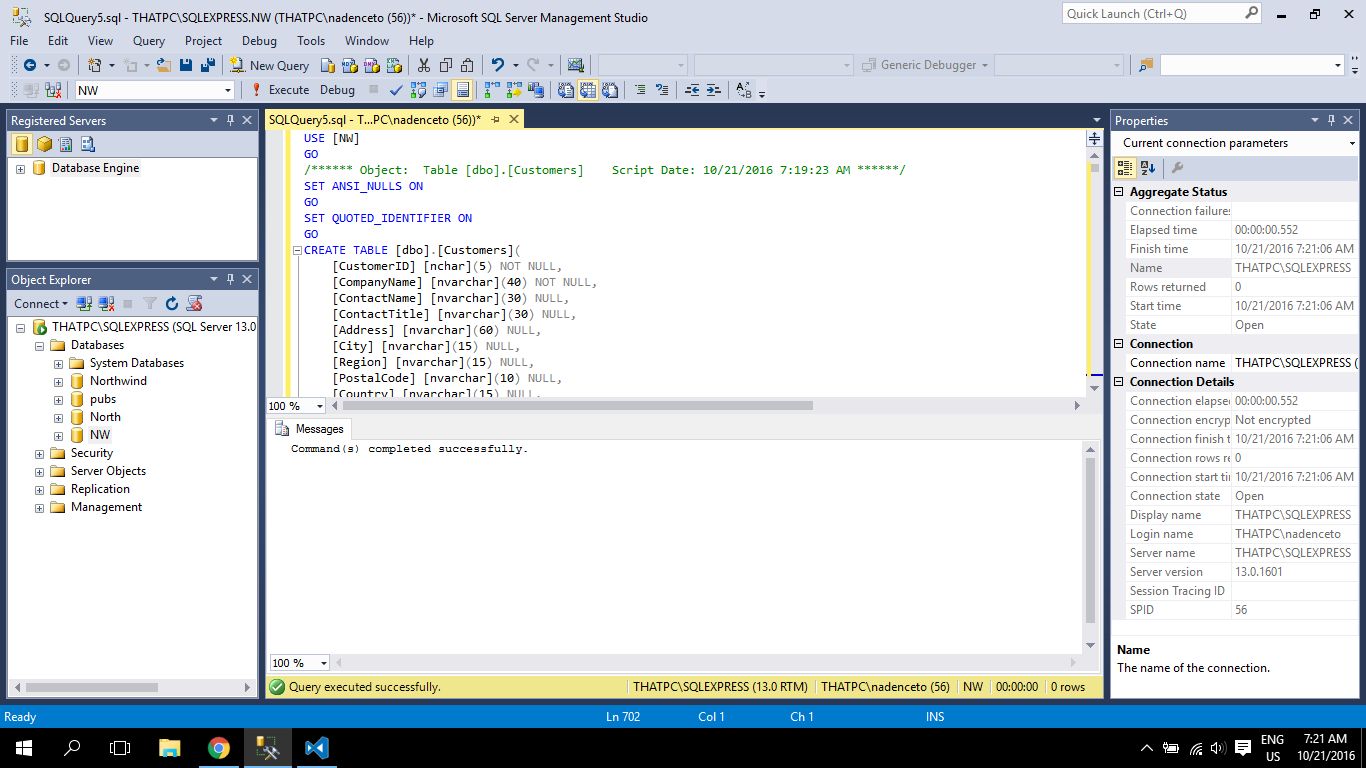 SQLQuery5.sql - THATPC\SQLEXPRESS.NW (THATPC\nadenceto (56))* - Microsoft SQL Server Management Studio
Quick Launch (Ctrl+Q)
File Edit View Query Project Debug Tools Window Help
New Query
Generic Debugger
NW
Execute Debug
Registered Servers
Database Engine
Object Explorer
Connect
THATPC\SQLEXPRESS (SQL Server 13.0
Databases
System Databases
Northwind
pubs
North
NW
Security
Server Objects
Replication
Management
SQLQuery5.sql - T...PC\nadenceto (56))*
USE [NW]
GO
/****** Object:  Table [dbo].[Customers]    Script Date: 10/21/2016 7:19:23 AM ******/
SET ANSI_NULLS ON
GO
SET QUOTED_IDENTIFIER ON
GO
CREATE TABLE [dbo].[Customers](
[CustomerID] [nchar](5) NOT NULL,
[CompanyName] [nvarchar](40) NOT NULL,
[ContactName] [nvarchar](30) NULL,
[ContactTitle] [nvarchar](30) NULL,
[Address] [nvarchar](60) NULL,
[City] [nvarchar](15) NULL,
[Region] [nvarchar](15) NULL,
[PostalCode] [nvarchar](10) NULL,
[Country] [nvarchar](15) NULL,
100 %
Messages
Command(s) completed successfully.
100 %
Query executed successfully.
THATPC\SQLEXPRESS (13.0 RTM)
THATPC\nadenceto (56)
NW
00:00:00
0 rows
Properties
Current connection parameters
Aggregate Status
Connection failures
Elapsed time 00:00:00.552
Finish time 10/21/2016 7:21:06 AM
Name THATPC\SQLEXPRESS
Rows returned 0
Start time 10/21/2016 7:21:06 AM
State Open
Connection
Connection name THATPC\SQLEXPRESS (
Connection Details
Connection elapse 00:00:00.552
Connection encryp Not encrypted
Connection finish t 10/21/2016 7:21:06 AM
Connection rows re 0
Connection start ti 10/21/2016 7:21:06 AM
Connection state Open
Display name THATPC\SQLEXPRESS
Login name THATPC\nadenceto
Server name THATPC\SQLEXPRESS
Server version 13.0.1601
Session Tracing ID
SPID 56
Name
The name of the connection.
Ready
Ln 702
Col 1
Ch 1
INS
ENG
US
7:21 AM
10/21/2016